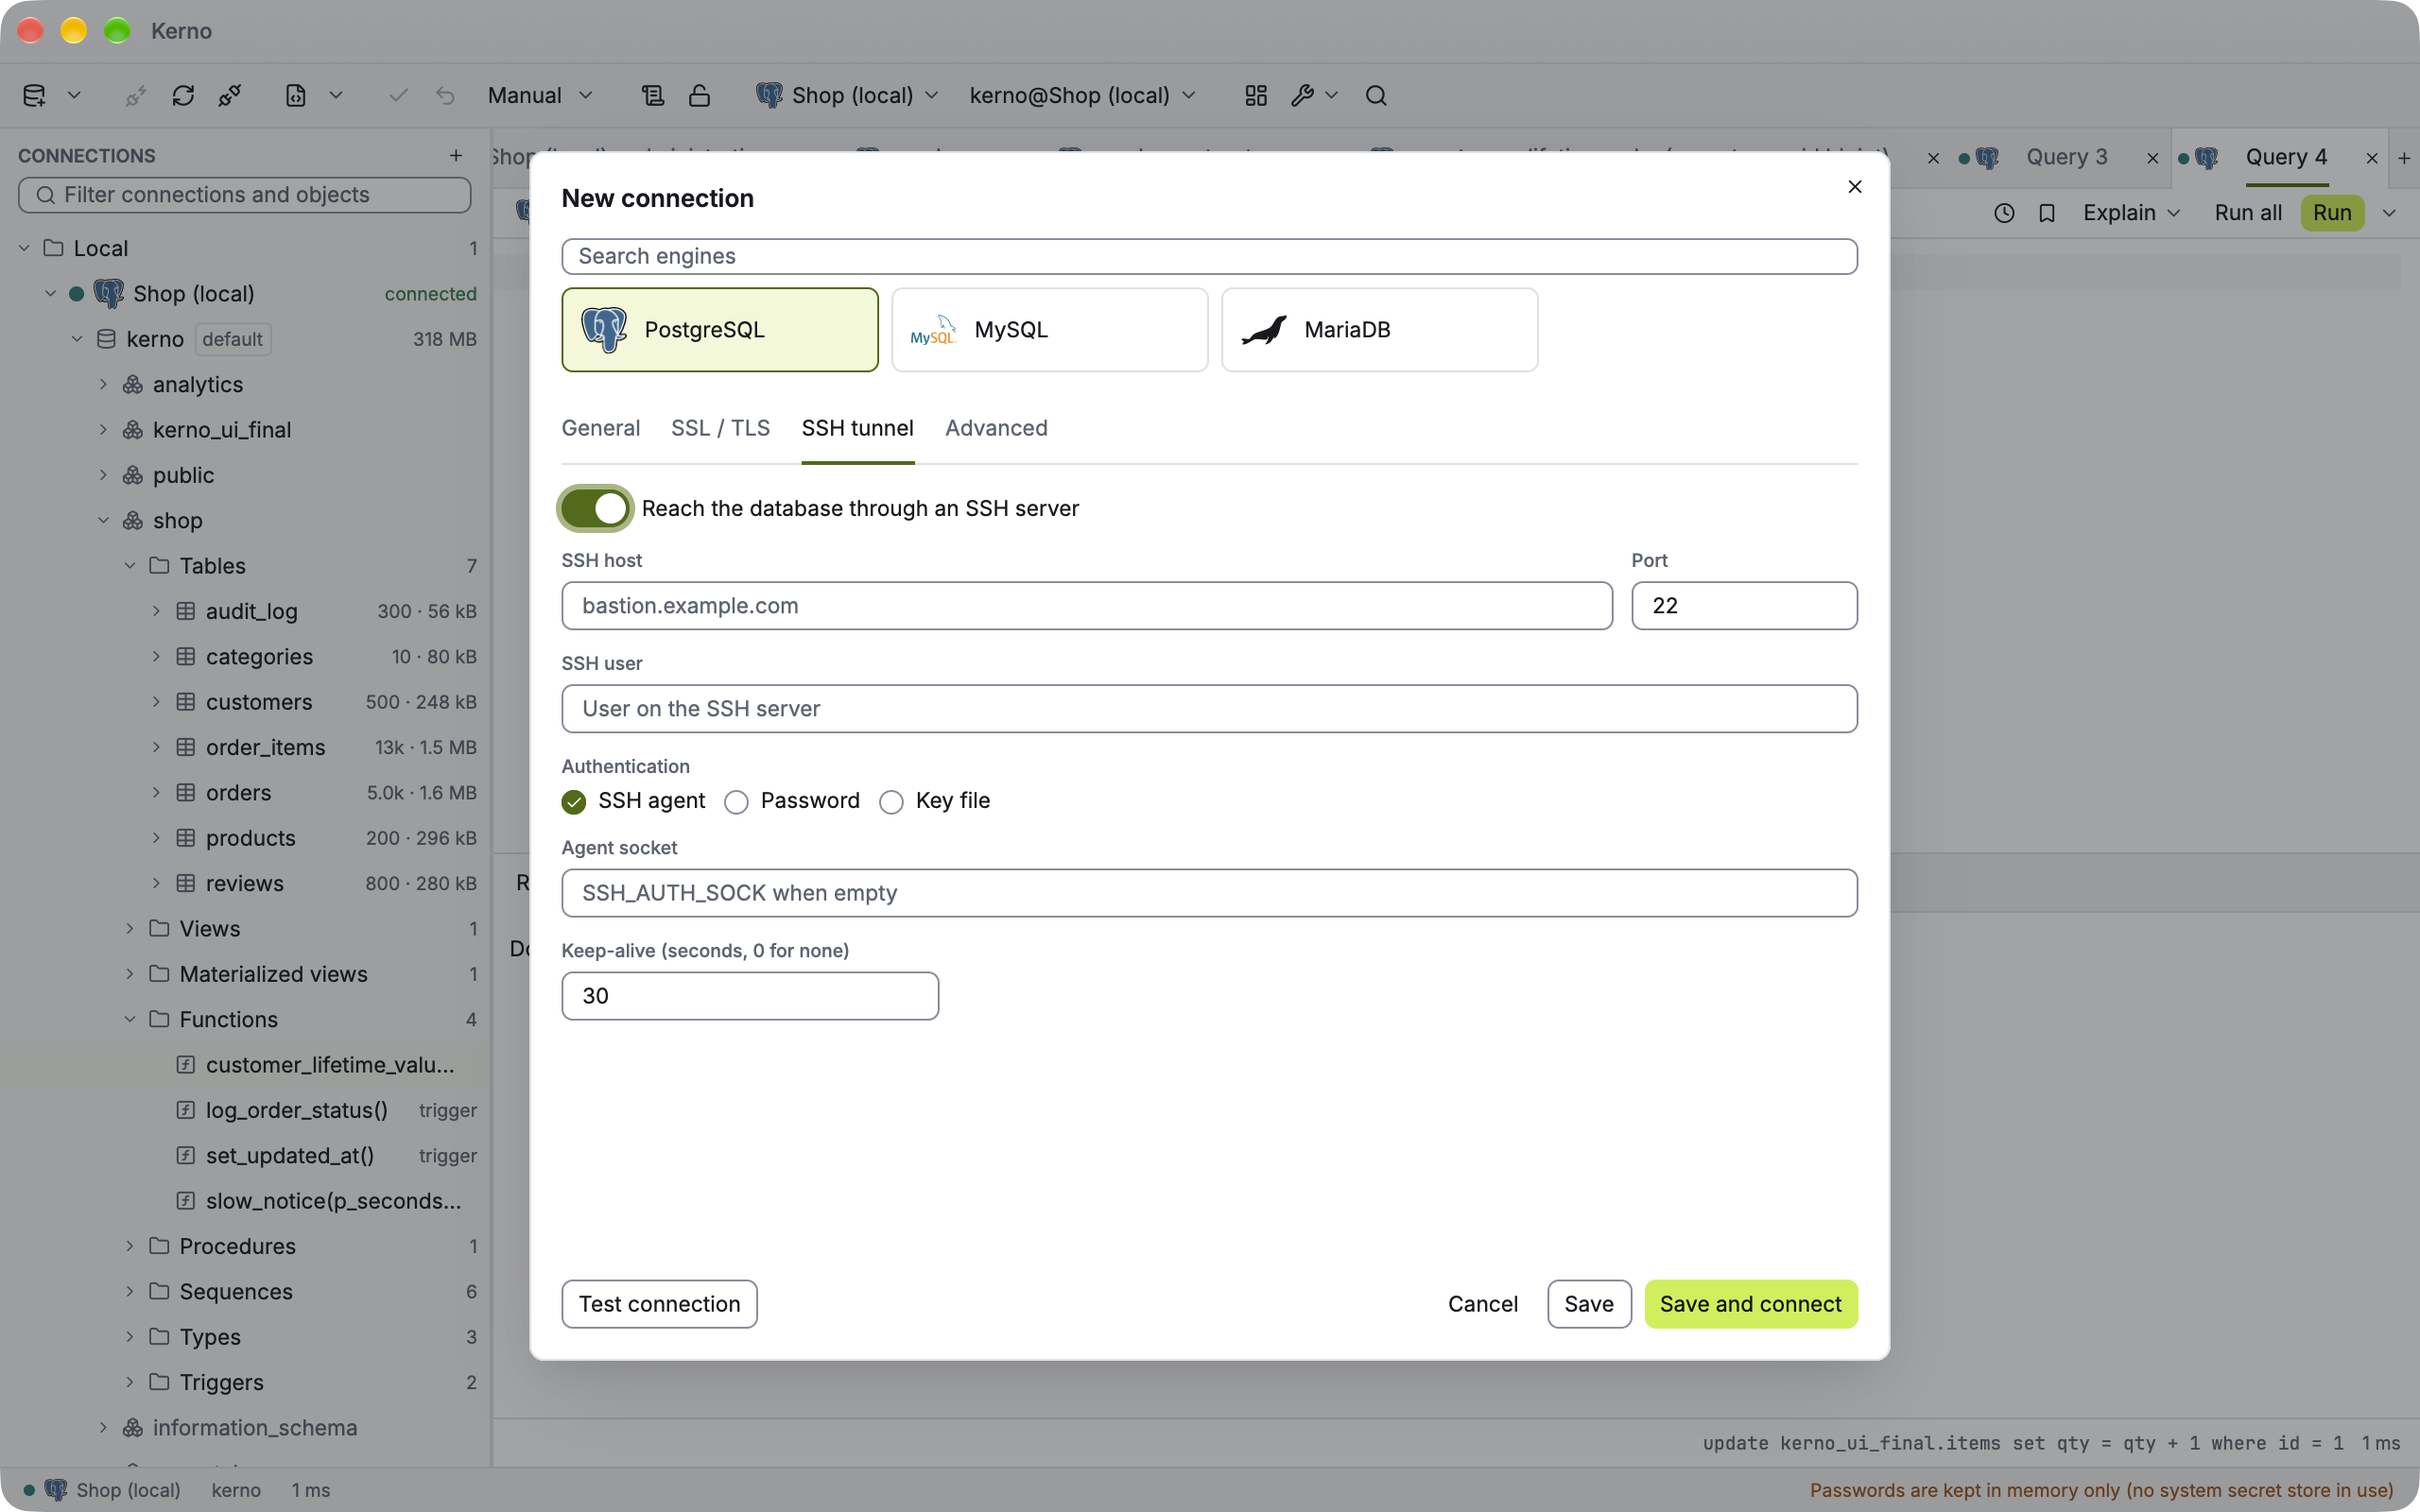 Kerno
Manual
Shop (local)
kerno@Shop (local)
CONNECTIONS
Filter connections and objects
Local 1
Shop (local) connected
kerno default 318 MB
analytics
kerno_ui_final
public
shop
Tables 7
audit_log 300 · 56 kB
categories 10 · 80 kB
customers 500 · 248 kB
order_items 13k · 1.5 MB
orders 5.0k · 1.6 MB
products 200 · 296 kB
reviews 800 · 280 kB
Views 1
Materialized views 1
Functions 4
customer_lifetime_valu...
log_order_status() trigger
set_updated_at() trigger
slow_notice(p_seconds...
Procedures 1
Sequences 6
Types 3
Triggers 2
information_schema
Query 3
Query 4
Explain
Run all
Run
New connection
Search engines
PostgreSQL
MySQL
MySQL
MariaDB
General
SSL / TLS
SSH tunnel
Advanced
Reach the database through an SSH server
SSH host
Port
bastion.example.com
22
SSH user
User on the SSH server
Authentication
SSH agent
Password
Key file
Agent socket
SSH_AUTH_SOCK when empty
Keep-alive (seconds, 0 for none)
30
Test connection
Cancel
Save
Save and connect
update kerno_ui_final.items set qty = qty + 1 where id = 1 1 ms
Shop (local) kerno 1 ms
Passwords are kept in memory only (no system secret store in use)